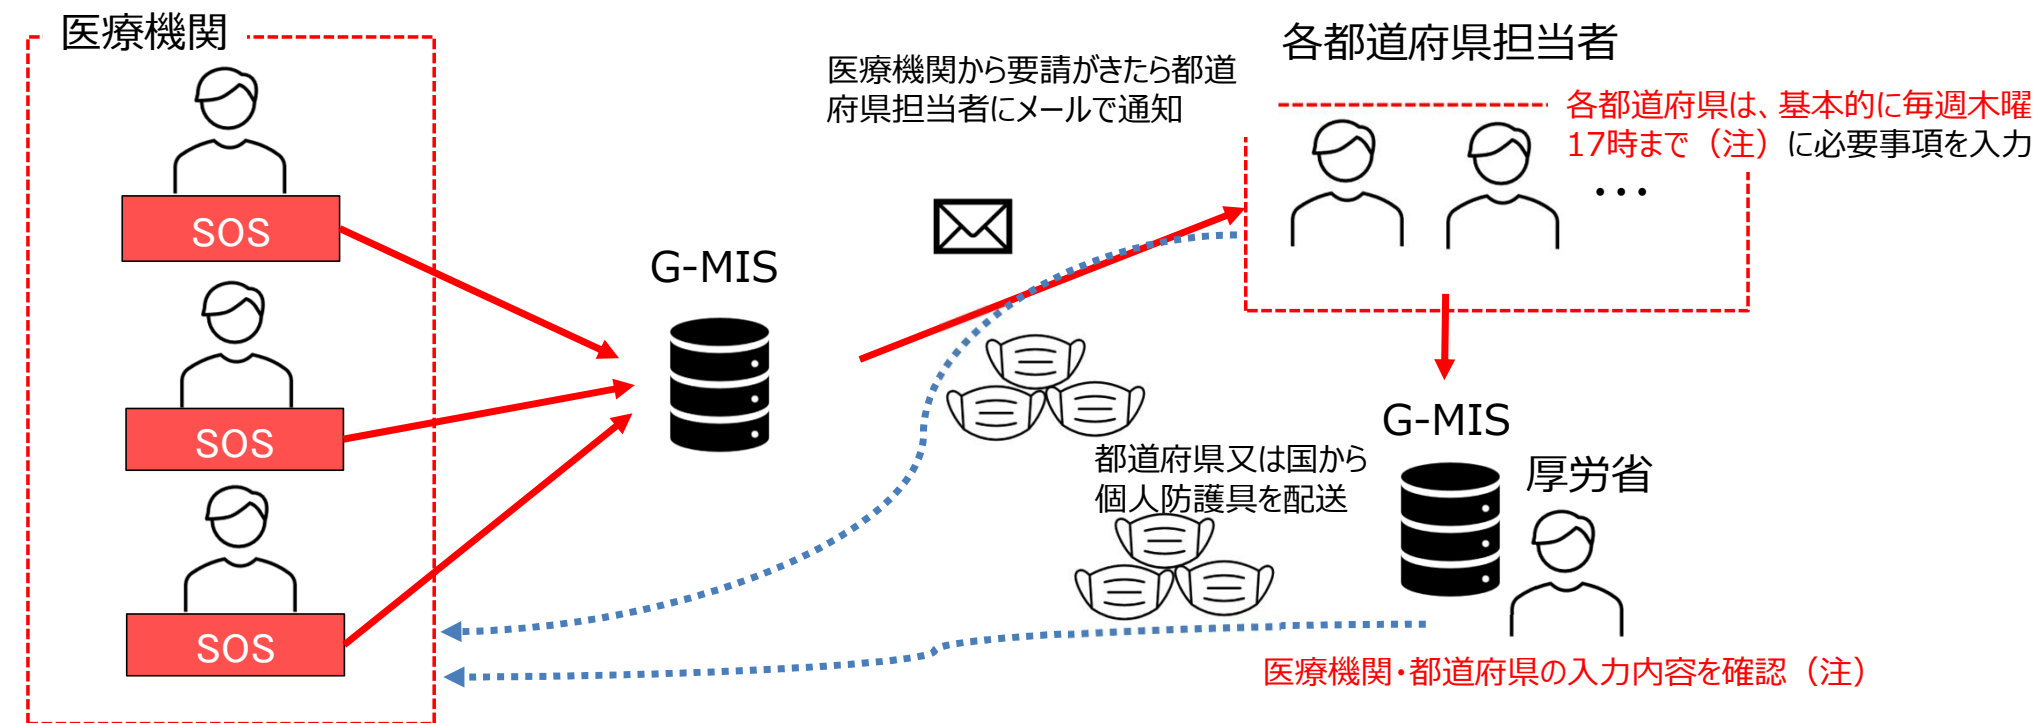 医療機関
SOS
SOS
SOS
G-MIS
医療機関から要請がきたら都道
府県担当者にメールで通知
各都道府県担当者
各都道府県は、基本的に毎週木曜
17時まで（注）に必要事項を入力
・・・
都道府県又は国から
個人防護具を配送
G-MIS
厚労省
医療機関・都道府県の入力内容を確認（注）